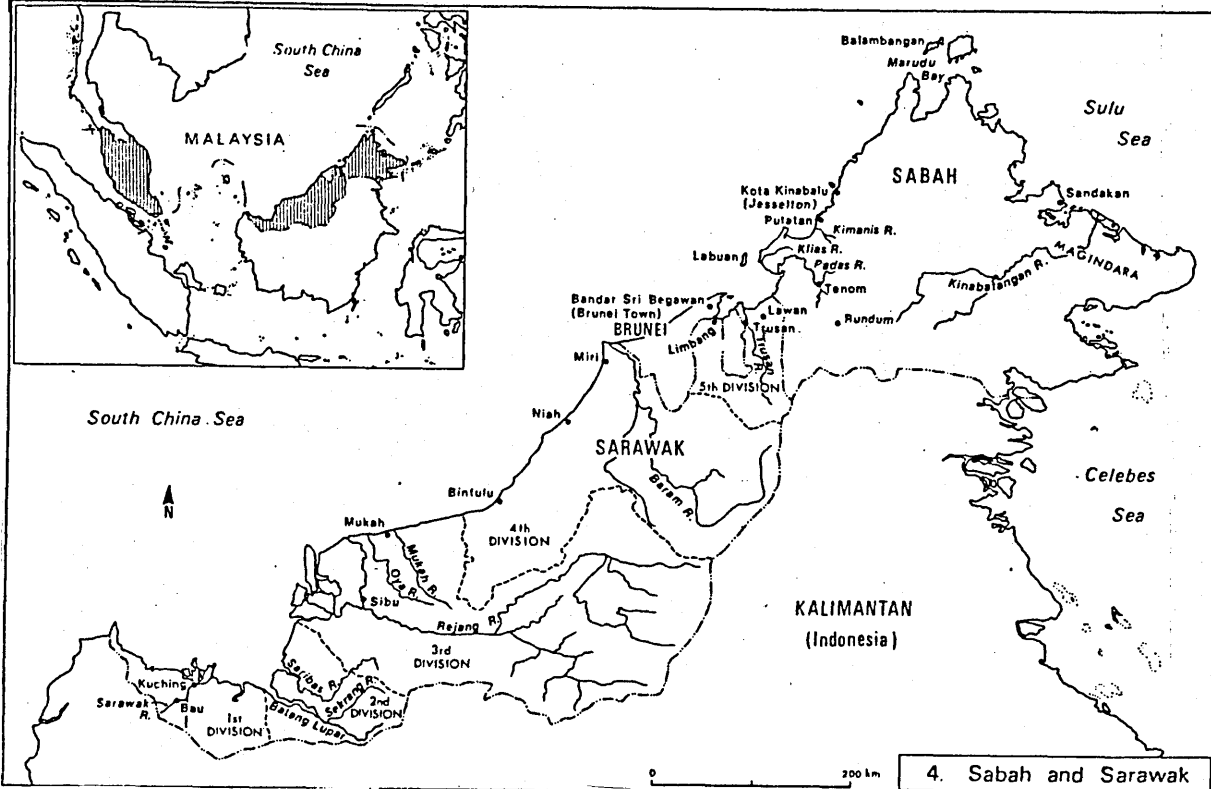 South China
Sea
MALAYSIA
Balambangan
Marudu
Bay
Sulu
Sea
SABAH
Kota Kinabalu
(Jesselton)
Putatan
Kimanis R.
Sandakan
Labuan
Klias R.
Padas R.
Tenom
Kinabatangan R.
MAGINDARA
Bandar Sri Begawan
(Brunei Town)
BRUNEI
Lawan
Limbang
Trusan
Trusan R.
Rundum
Miri
5th DIVISION
South China Sea
Niah
SARAWAK
Baram R.
Celebes
Sea
N
Bintulu
Mukah
4th
DIVISION
Mukah R.
Oya R.
Sibu
Rejang R.
KALIMANTAN
(Indonesia)
3rd
DIVISION
Saribas R.
Sekrang R.
2nd
DIVISION
Kuching
Sarawak
R.
Bau
1st
DIVISION
Batang Lupar
0 200 km
4. Sabah and Sarawak